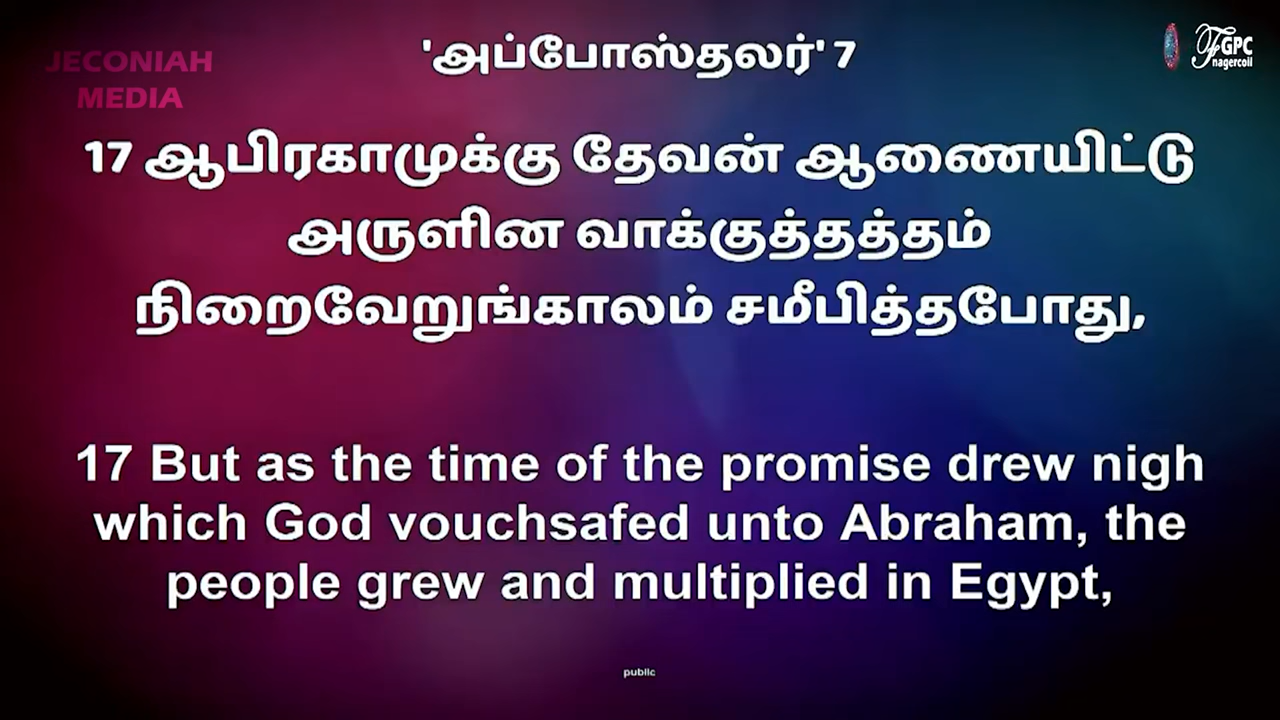 JECONIAH
MEDIA
'அப்போஸ்தலர்' 7
FGPC
nagercoil
17 ஆபிரகாமுக்கு தேவன் ஆணையிட்டு
அருளின வாக்குத்தத்தம்
நிறைவேறுங்காலம் சமீபித்தபோது,
17 But as the time of the promise drew nigh
which God vouchsafed unto Abraham, the
people grew and multiplied in Egypt,
public